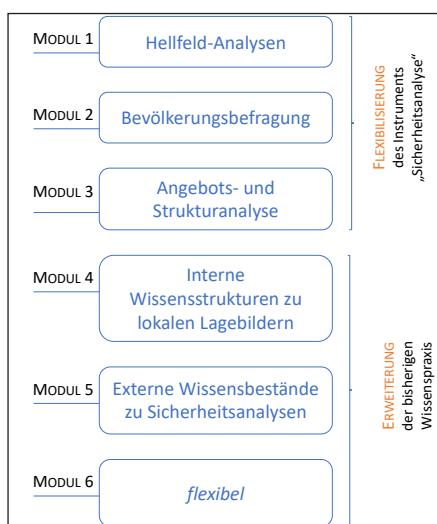 MODUL 1
Hellfeld-Analysen
MODUL 2
Bevölkerungsbefragung
MODUL 3
Angebots- und
Strukturanalyse
FLEXIBILISIERUNG
des Instruments
„Sicherheitsanalyse“
MODUL 4
Interne
Wissensstrukturen zu
lokalen Lagebildern
MODUL 5
Externe Wissensbestände
zu Sicherheitsanalysen
MODUL 6
flexibel
ERWEITERUNG
der bisherigen
Wissenspraxis